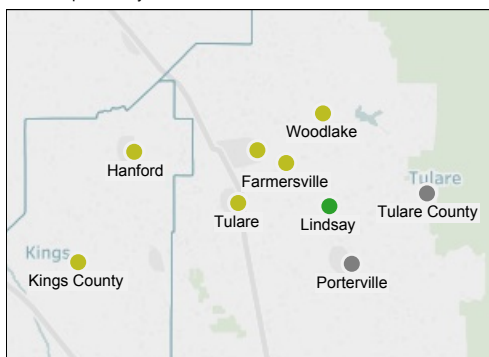 Woodlake
Hanford
Farmersville
Tulare
Tulare County
Tulare
Lindsay
Kings
Kings County
Porterville